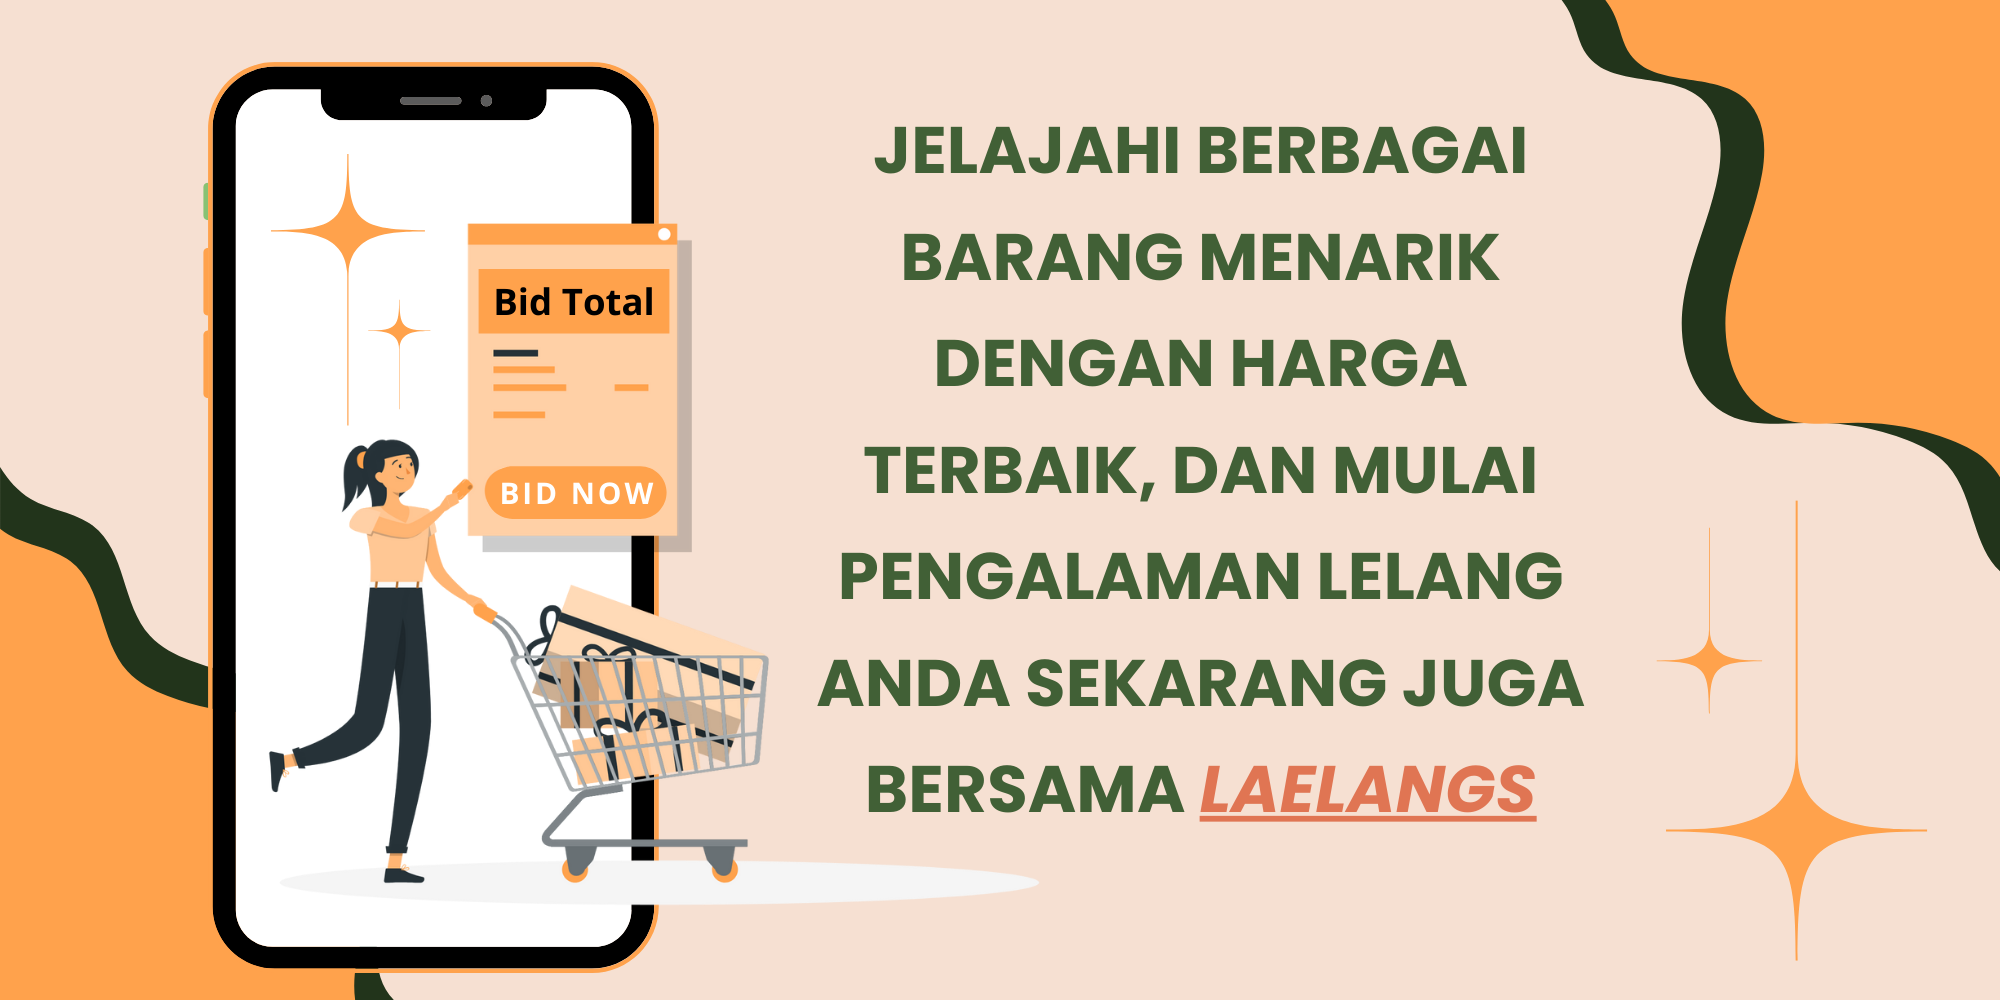 Bid Total
BID NOW
JELAJAHI BERBAGAI
BARANG MENARIK
DENGAN HARGA
TERBAIK, DAN MULAI
PENGALAMAN LELANG
ANDA SEKARANG JUGA
BERSAMA LAELANGS